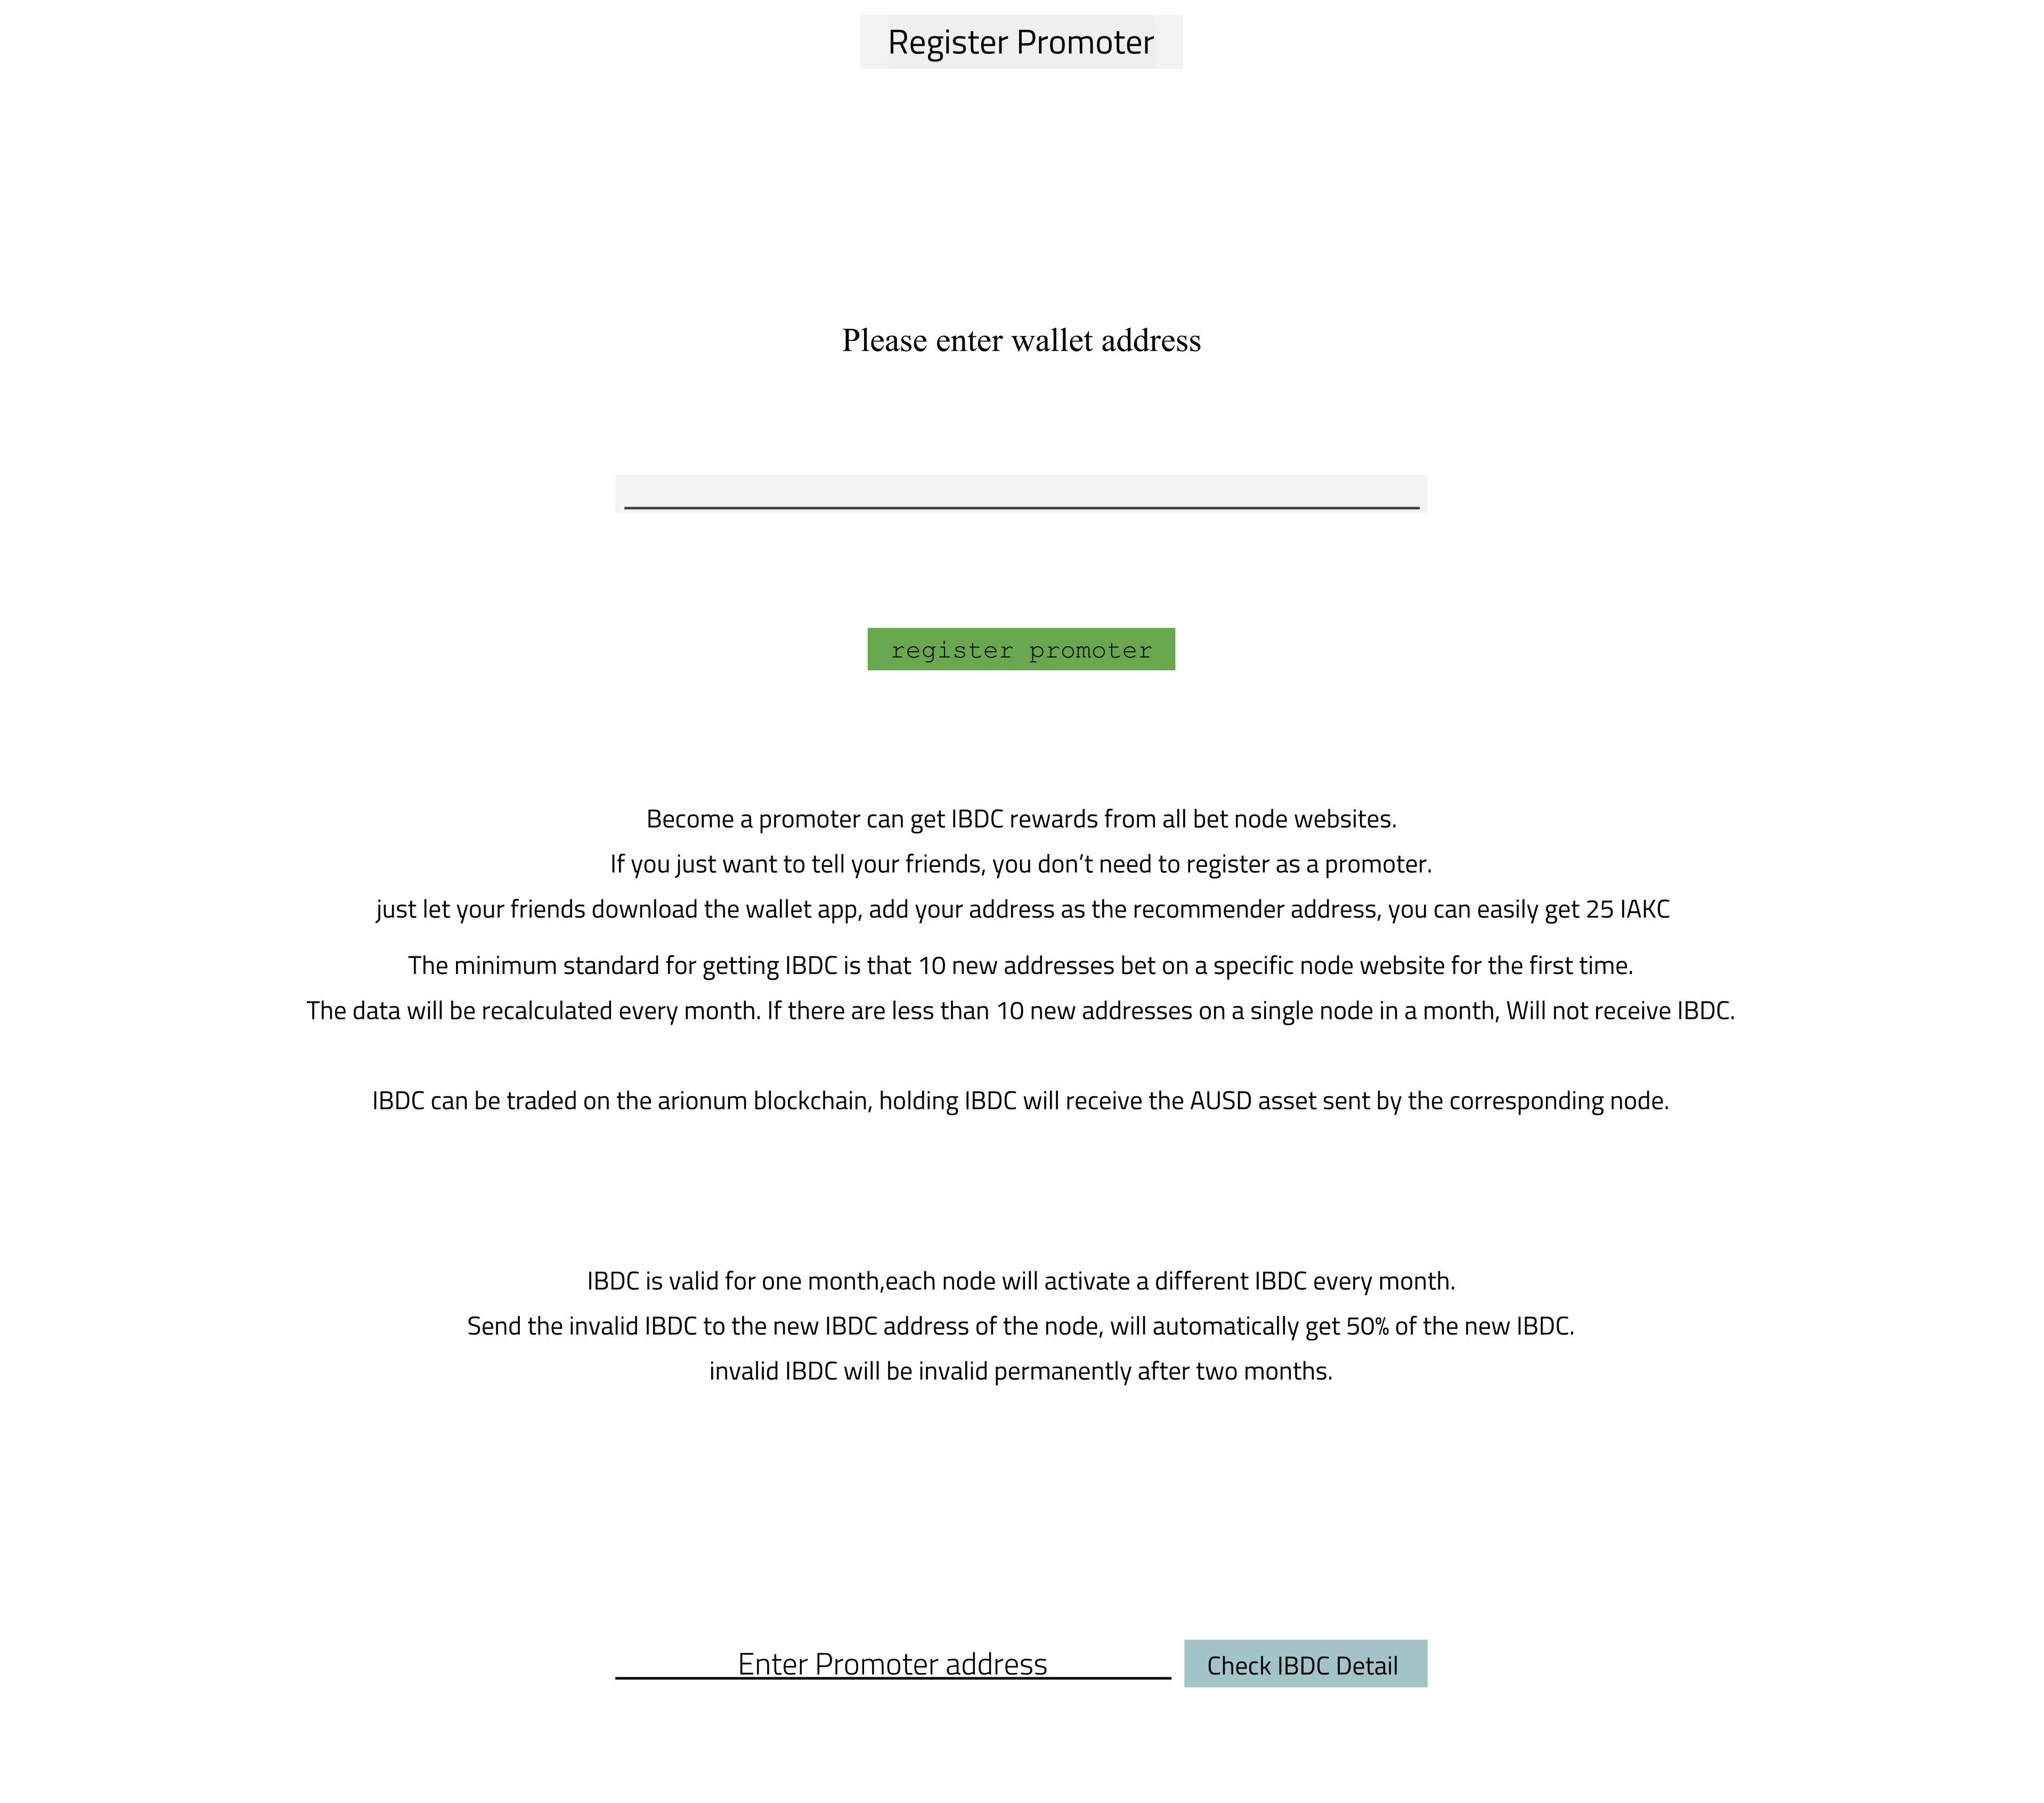 Register Promoter
Please enter wallet address
register promoter
Become a promoter can get IBDC rewards from all bet node websites.
If you just want to tell your friends, you don’t need to register as a promoter.
just let your friends download the wallet app, add your address as the recommender address, you can easily get 25 IAKC
The minimum standard for getting IBDC is that 10 new addresses bet on a specific node website for the first time.
The data will be recalculated every month. If there are less than 10 new addresses on a single node in a month, Will not receive IBDC.
IBDC can be traded on the arionum blockchain, holding IBDC will receive the AUSD asset sent by the corresponding node.
IBDC is valid for one month,each node will activate a different IBDC every month.
Send the invalid IBDC to the new IBDC address of the node, will automatically get 50% of the new IBDC.
invalid IBDC will be invalid permanently after two months.
Enter Promoter address
Check IBDC Detail